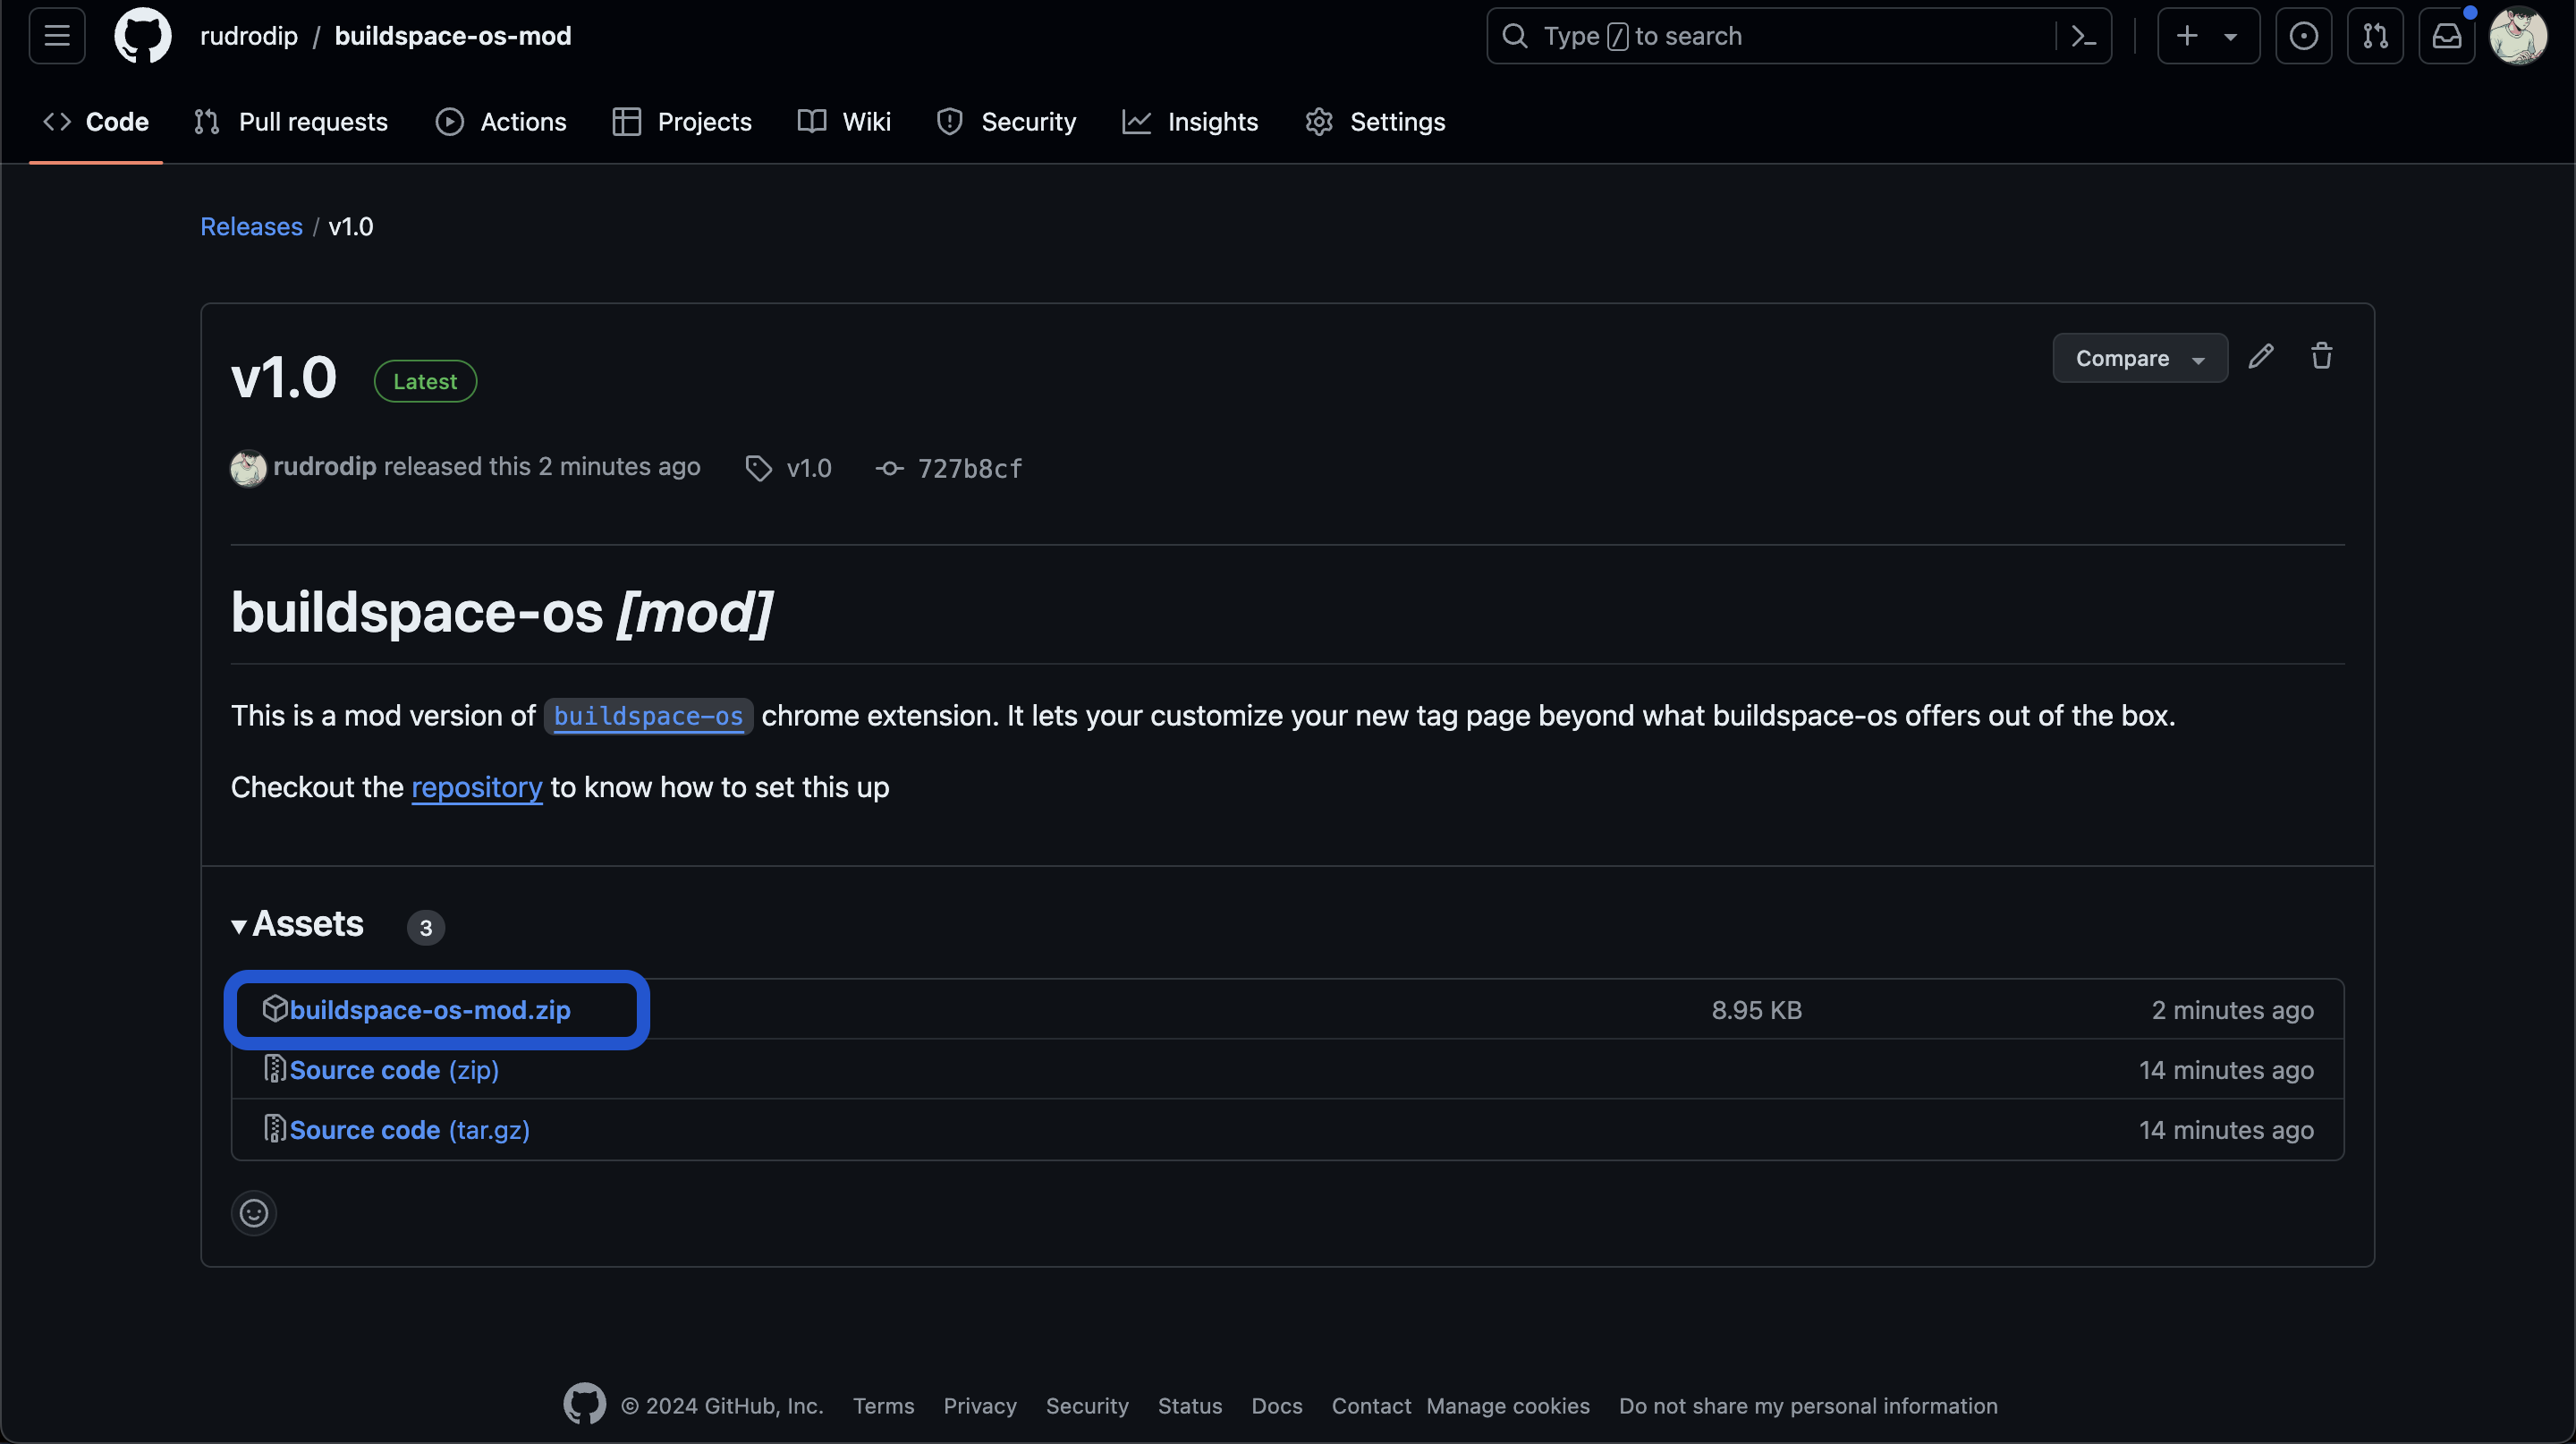 rudrodip / buildspace-os-mod
Type / to search
Code Pull requests Actions Projects Wiki Security Insights Settings
Releases / v1.0
v1.0 Latest
Compare
rudrodip released this 2 minutes ago v1.0 727b8cf
buildspace-os [mod]
This is a mod version of buildspace-os chrome extension. It lets your customize your new tag page beyond what buildspace-os offers out of the box.
Checkout the repository to know how to set this up
Assets 3
buildspace-os-mod.zip 8.95 KB 2 minutes ago
Source code (zip) 14 minutes ago
Source code (tar.gz) 14 minutes ago
© 2024 GitHub, Inc. Terms Privacy Security Status Docs Contact Manage cookies Do not share my personal information